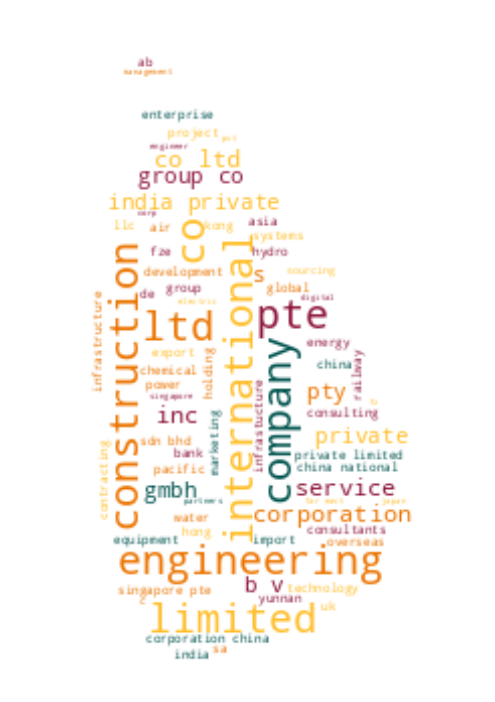 ab
management
enterprise
project
pvt
engineer
co ltd
group co
india private
corp
llc
air
co
kong
asia
systems
fze
hydro
construction
international
development
s
sourcing
de
group
global
digital
electric
infrastructure
ltd
pte
company
energy
export
holding
china
railway
chemical
power
infrastucture
singapore
pty
inc
marketing
consulting
private
sdn bhd
contracting
bank
private limited
pacific
china national
gmbh
service
partners
japan
corporation
water
hong
consultants
equipment
import
overseas
engineering
b v
singapore pte
technology
yunnan
limited
uk
corporation china
india
sa